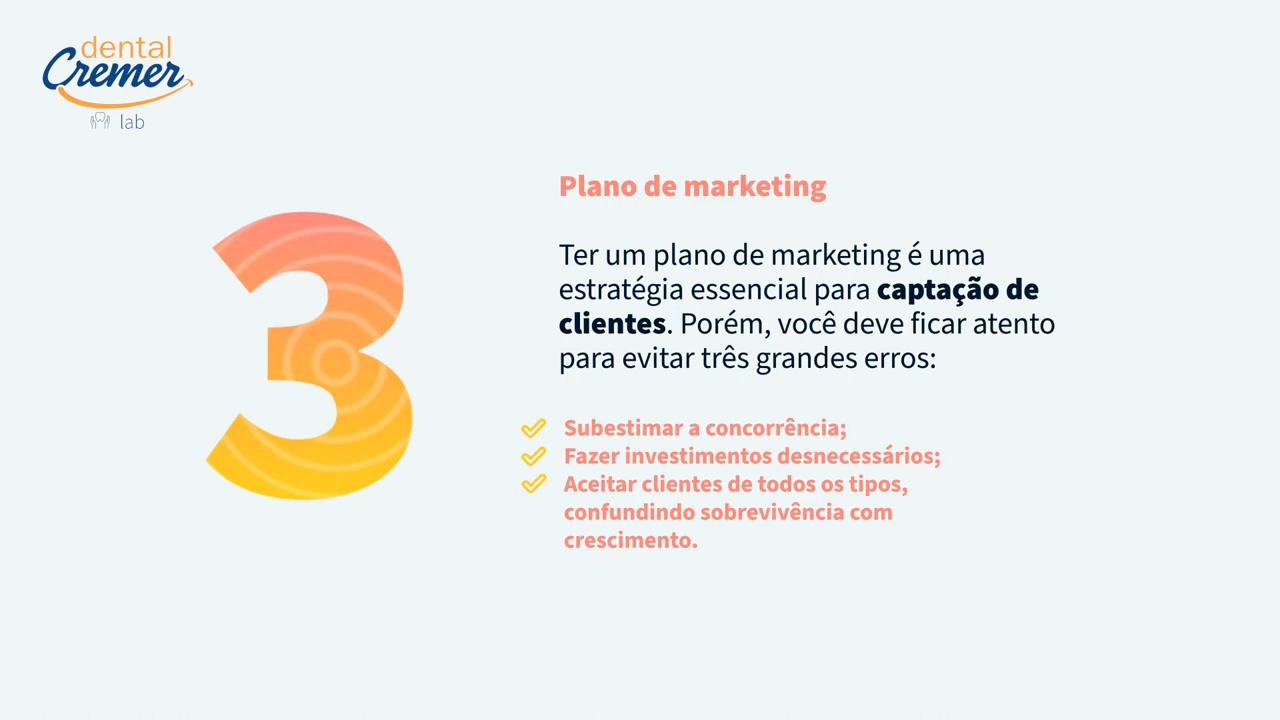 dental
Cremer
lab
3
Plano de marketing
Ter um plano de marketing é uma
estratégia essencial para captação de
clientes. Porém, você deve ficar atento
para evitar três grandes erros:
Subestimar a concorrência;
Fazer investimentos desnecessários;
Aceitar clientes de todos os tipos,
confundindo sobrevivência com
crescimento.